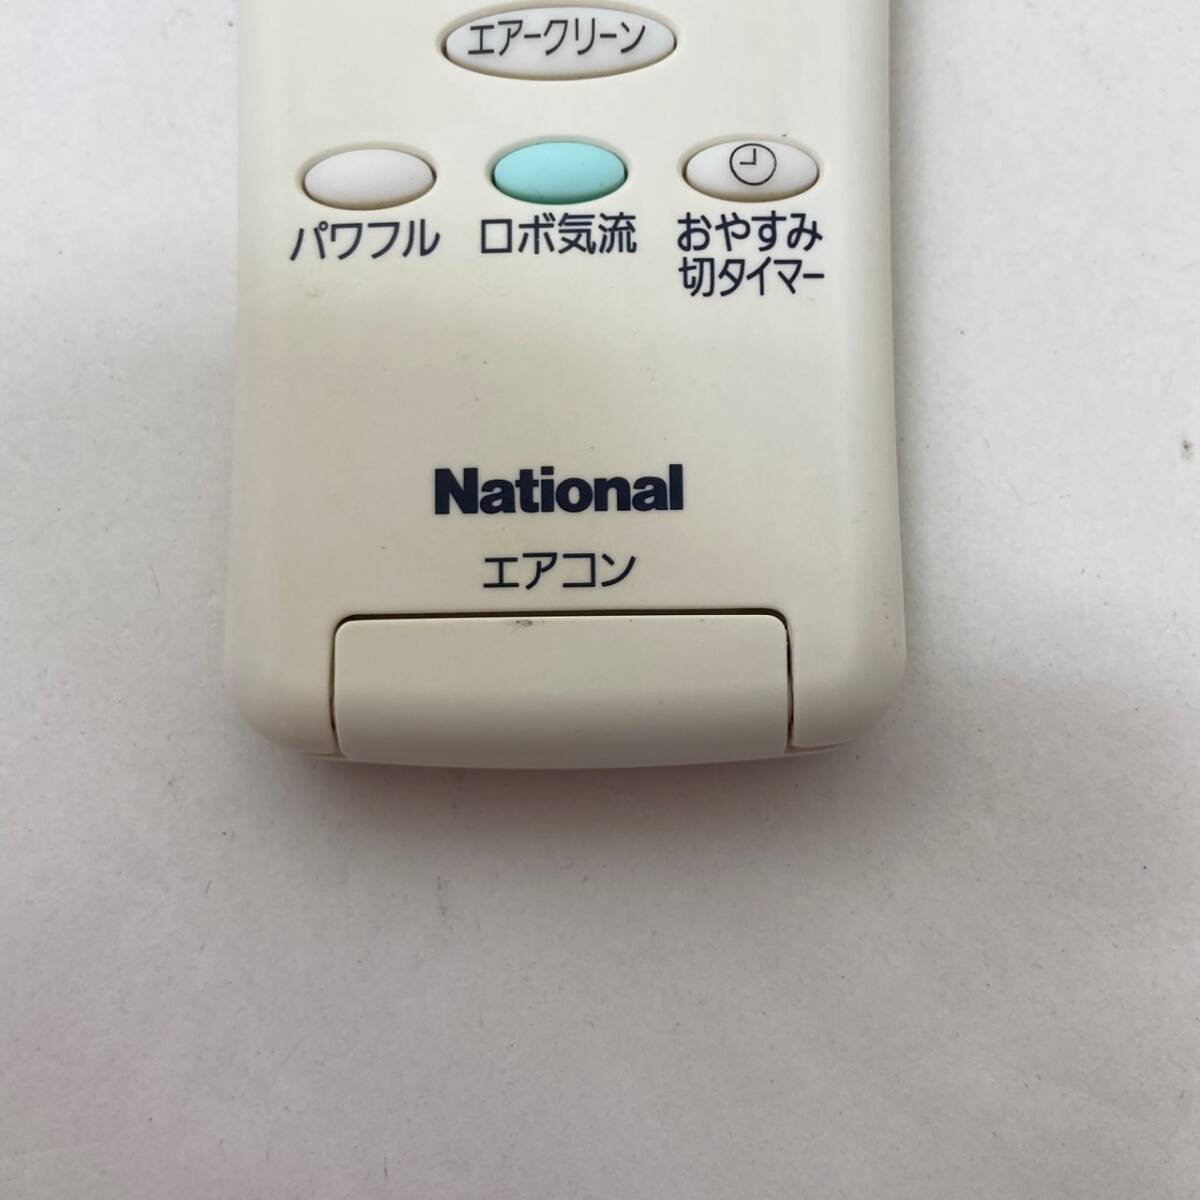 エアークリーン
パワフル
ロボ気流
おやすみ
切タイマー
National
エアコン